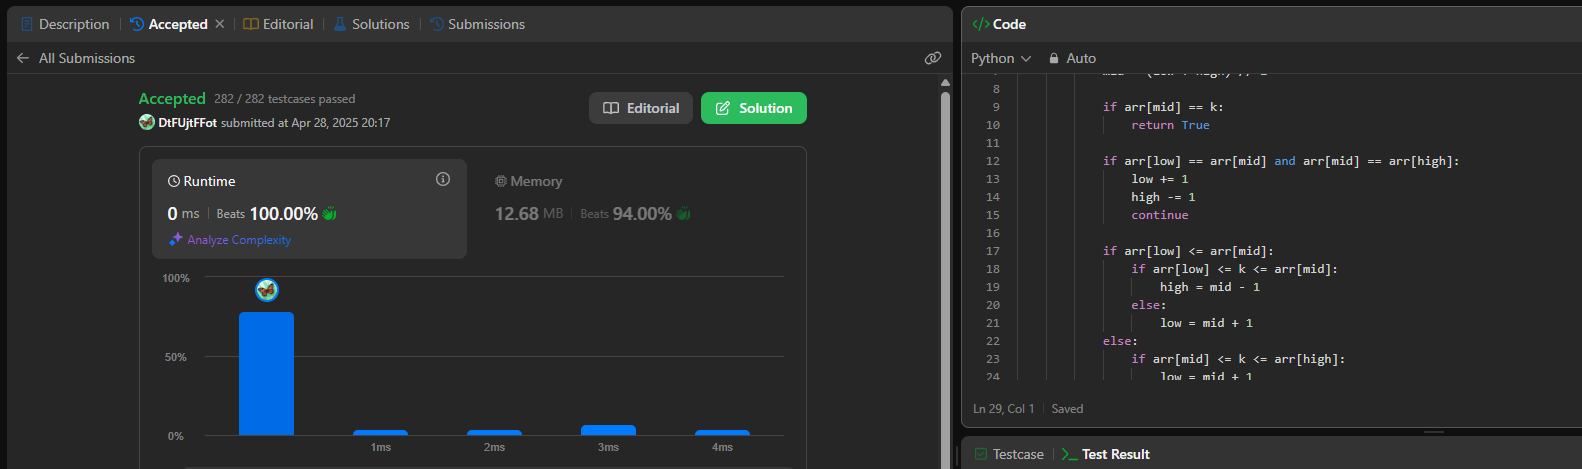 Description
Accepted
Editorial
Solutions
Submissions
All Submissions
Accepted 282 / 282 testcases passed
DtFUjtFFot submitted at Apr 28, 2025 20:17
Editorial
Solution
Runtime
0 ms Beats 100.00%
Analyze Complexity
Memory
12.68 MB Beats 94.00%
100%
50%
0%
1ms
2ms
3ms
4ms
</> Code
Python
Auto
8
9 if arr[mid] == k:
10 return True
11
12 if arr[low] == arr[mid] and arr[mid] == arr[high]:
13 low += 1
14 high -= 1
15 continue
16
17 if arr[low] <= arr[mid]:
18 if arr[low] <= k <= arr[mid]:
19 high = mid - 1
20 else:
21 low = mid + 1
22 else:
23 if arr[mid] <= k <= arr[high]:
24 low = mid + 1
Ln 29, Col 1 Saved
Testcase
Test Result